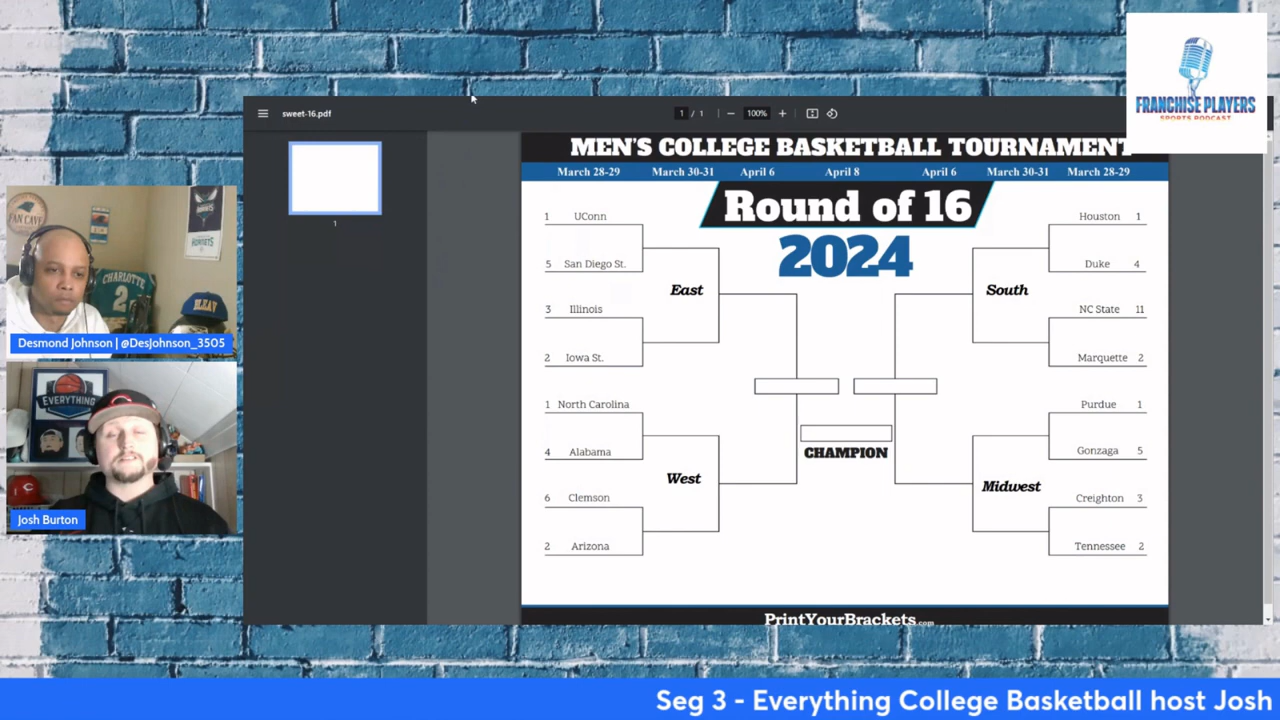 FRANCHISE PLAYERS
SPORTS PODCAST
sweet-16.pdf
1 / 1
100%
1
MEN'S COLLEGE BASKETBALL TOURNAMENT
March 28-29 March 30-31 April 6 April 8 April 6 March 30-31 March 28-29
Round of 16
2024
1 UConn
5 San Diego St.
East
3 Illinois
2 Iowa St.
1 North Carolina
4 Alabama
West
6 Clemson
2 Arizona
Houston 1
Duke 4
South
NC State 11
Marquette 2
Purdue 1
Gonzaga 5
Midwest
Creighton 3
Tennessee 2
CHAMPION
PrintYourBrackets.com
FAN CAVE
HORNETS
CHARLOTTE
2
BLEAV
Desmond Johnson | @DesJohnson_3505
EVERYTHING
Josh Burton
Seg 3 - Everything College Basketball host Josh